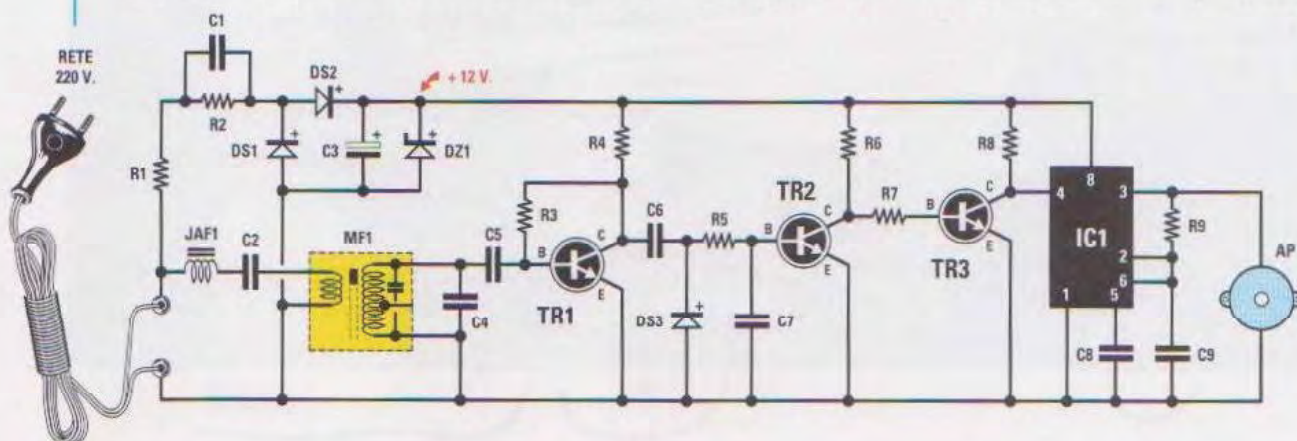 RETE
220 V.
C1
R2
DS2
+
+ 12 V.
R1
DS1
+
C3
+
DZ1
+
R4
R6
R8
JAF1
C2
MF1
C4
C5
R3
B
C
E
TR1
C6
R5
DS3
+
C7
TR2
B
C
E
R7
TR3
B
C
E
4
8
3
IC1
2
6
1
5
R9
AP
C8
C9